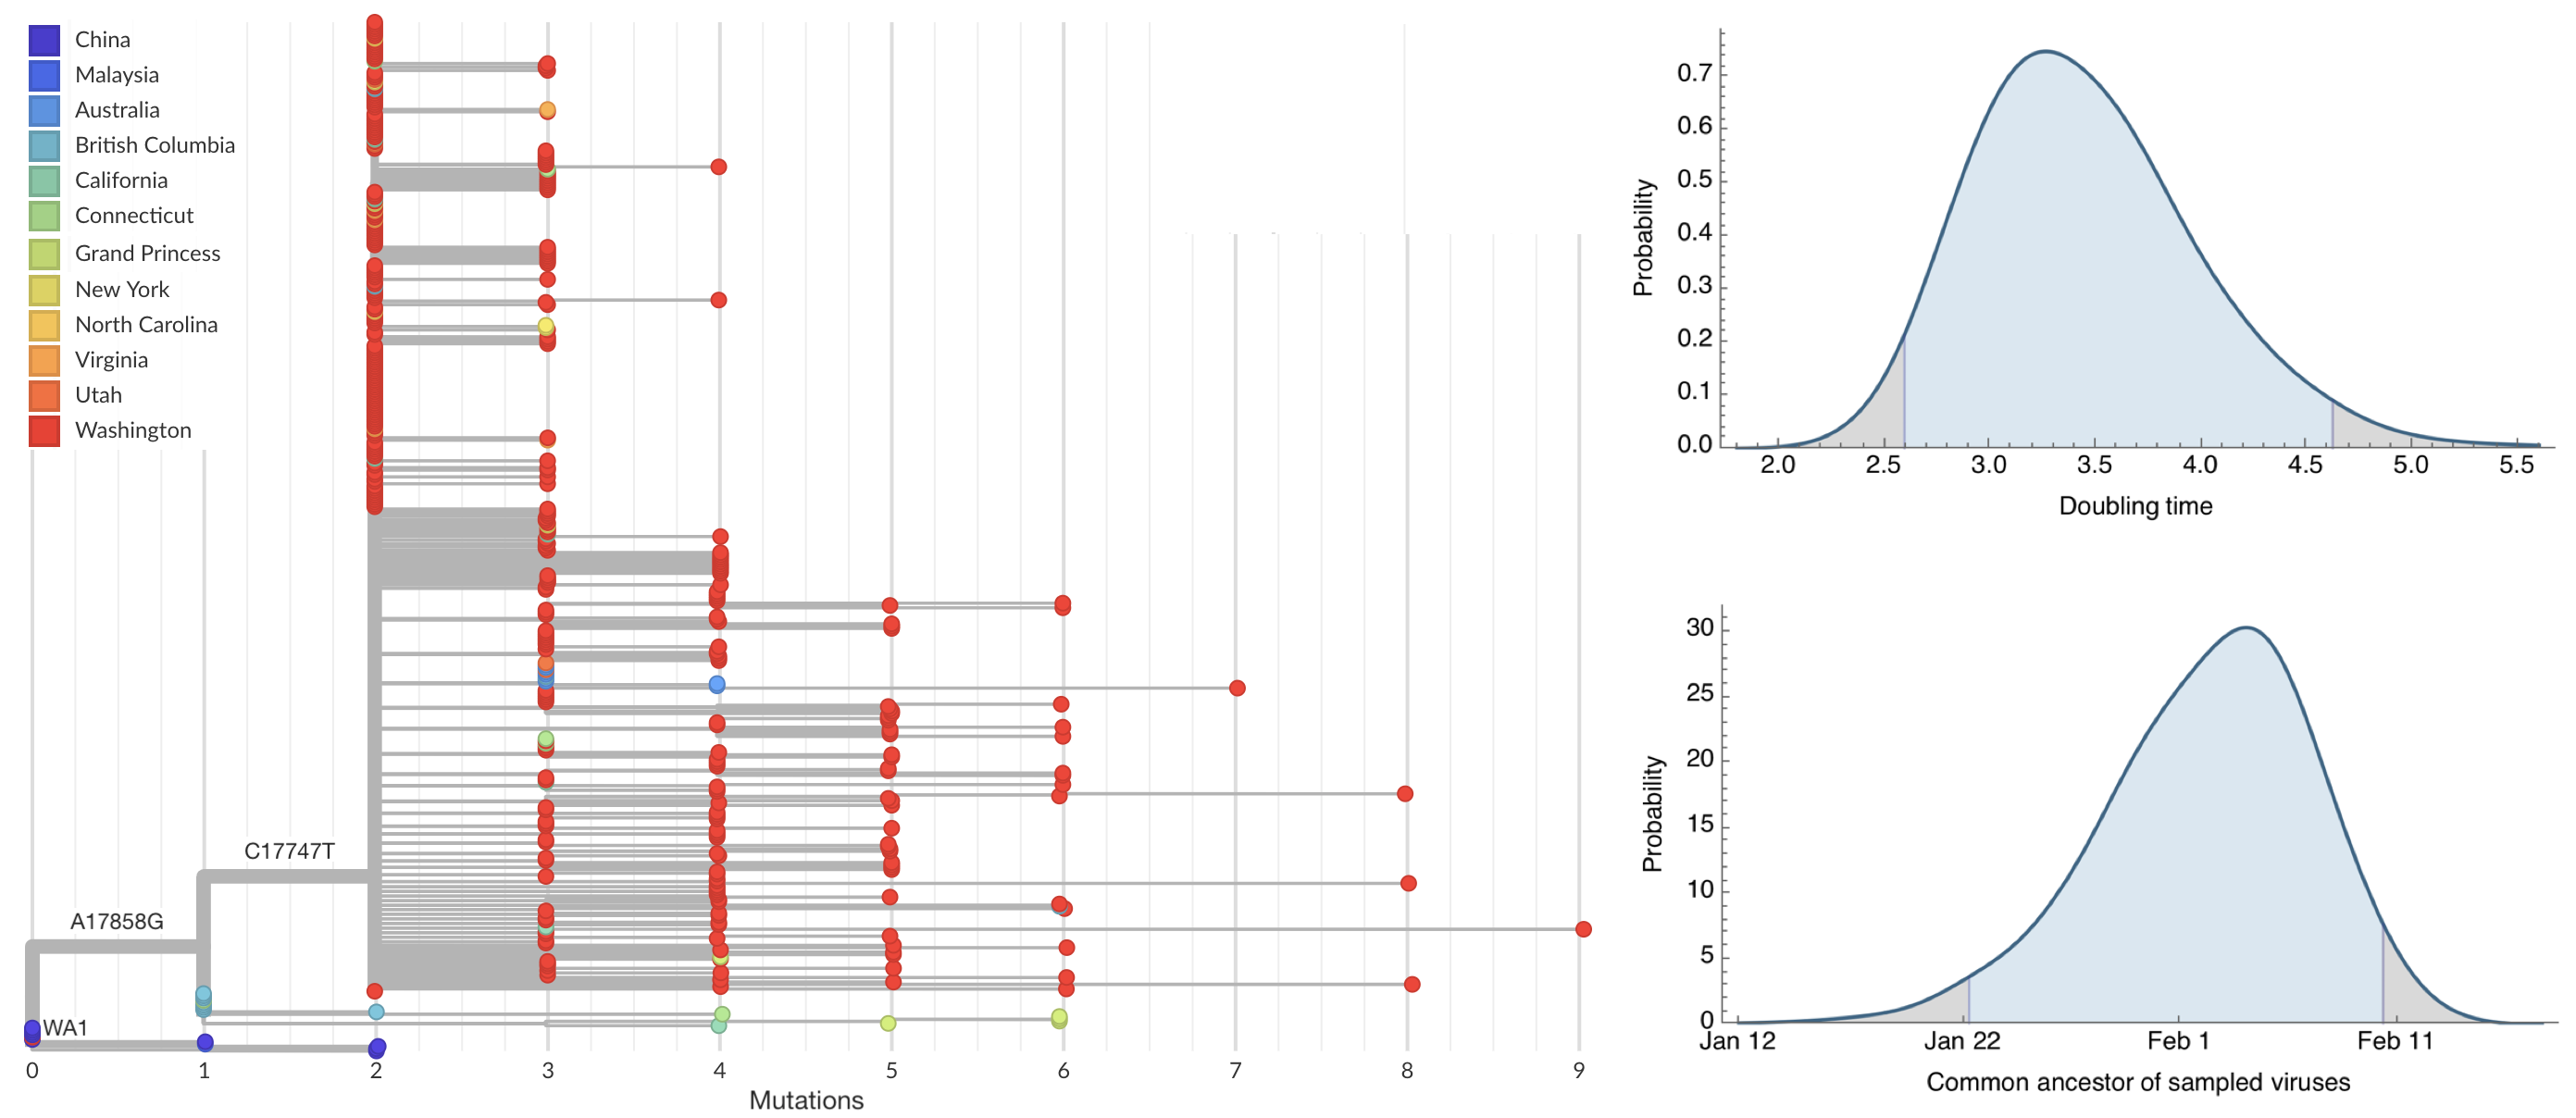 China
Malaysia
Australia
British Columbia
California
Connecticut
Grand Princess
New York
North Carolina
Virginia
Utah
Washington
C17747T
A17858G
WA1
0 1 2 3 4 5 6 7 8 9
Mutations
Probability
0.7
0.6
0.5
0.4
0.3
0.2
0.1
0.0
2.0 2.5 3.0 3.5 4.0 4.5 5.0 5.5
Doubling time
Probability
30
25
20
15
10
5
0
Jan 12 Jan 22 Feb 1 Feb 11
Common ancestor of sampled viruses